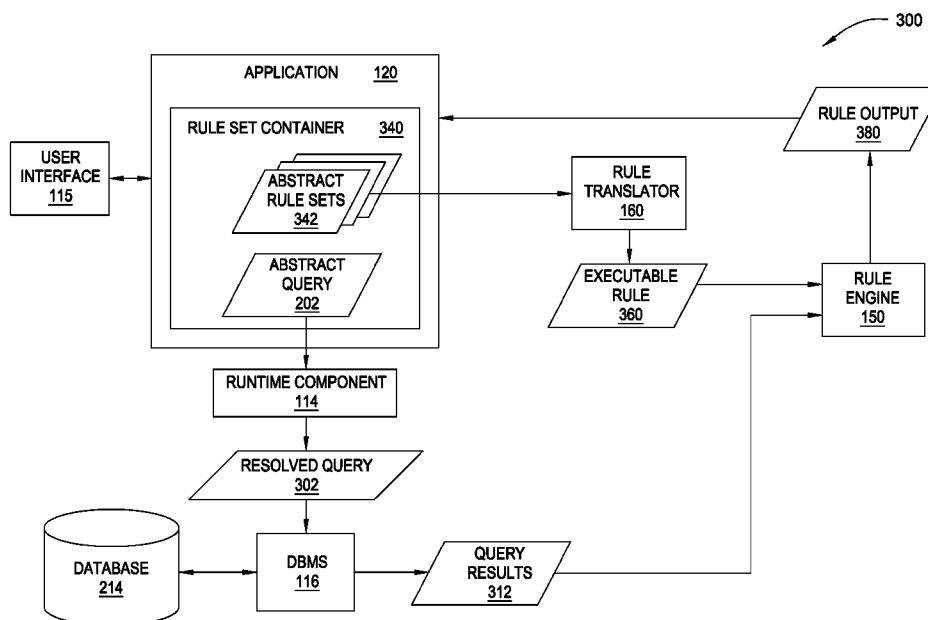 300
APPLICATION 120
RULE SET CONTAINER 340
ABSTRACT
RULE SETS
342
ABSTRACT
QUERY
202
USER
INTERFACE
115
RULE OUTPUT
380
RULE
TRANSLATOR
160
EXECUTABLE
RULE
360
RULE
ENGINE
150
RUNTIME COMPONENT
114
RESOLVED QUERY
302
DATABASE
214
DBMS
116
QUERY
RESULTS
312